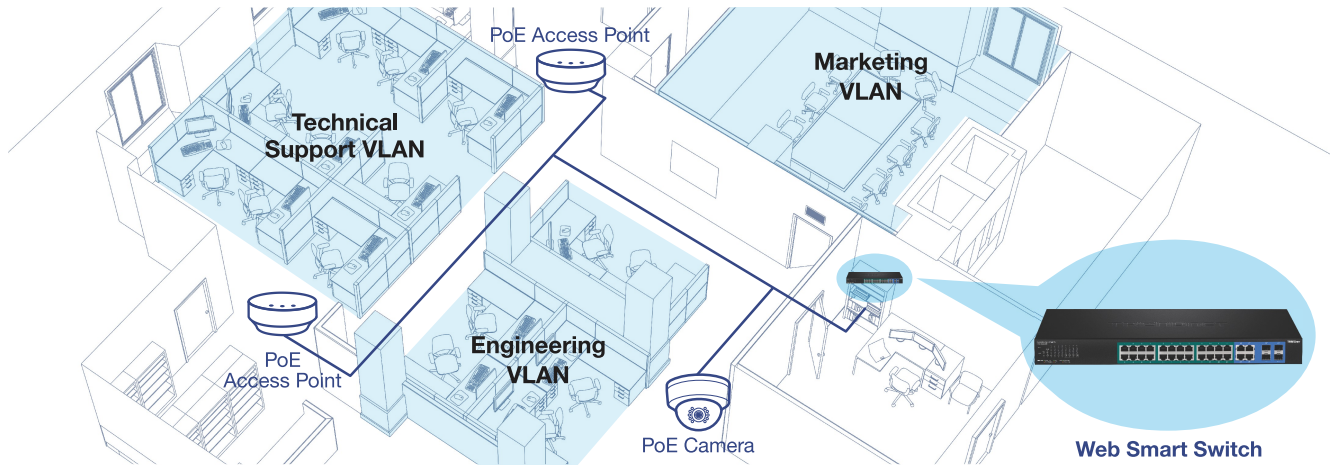 PoE Access Point
Marketing
VLAN
Technical
Support VLAN
Engineering
VLAN
PoE
Access Point
PoE Camera
Web Smart Switch